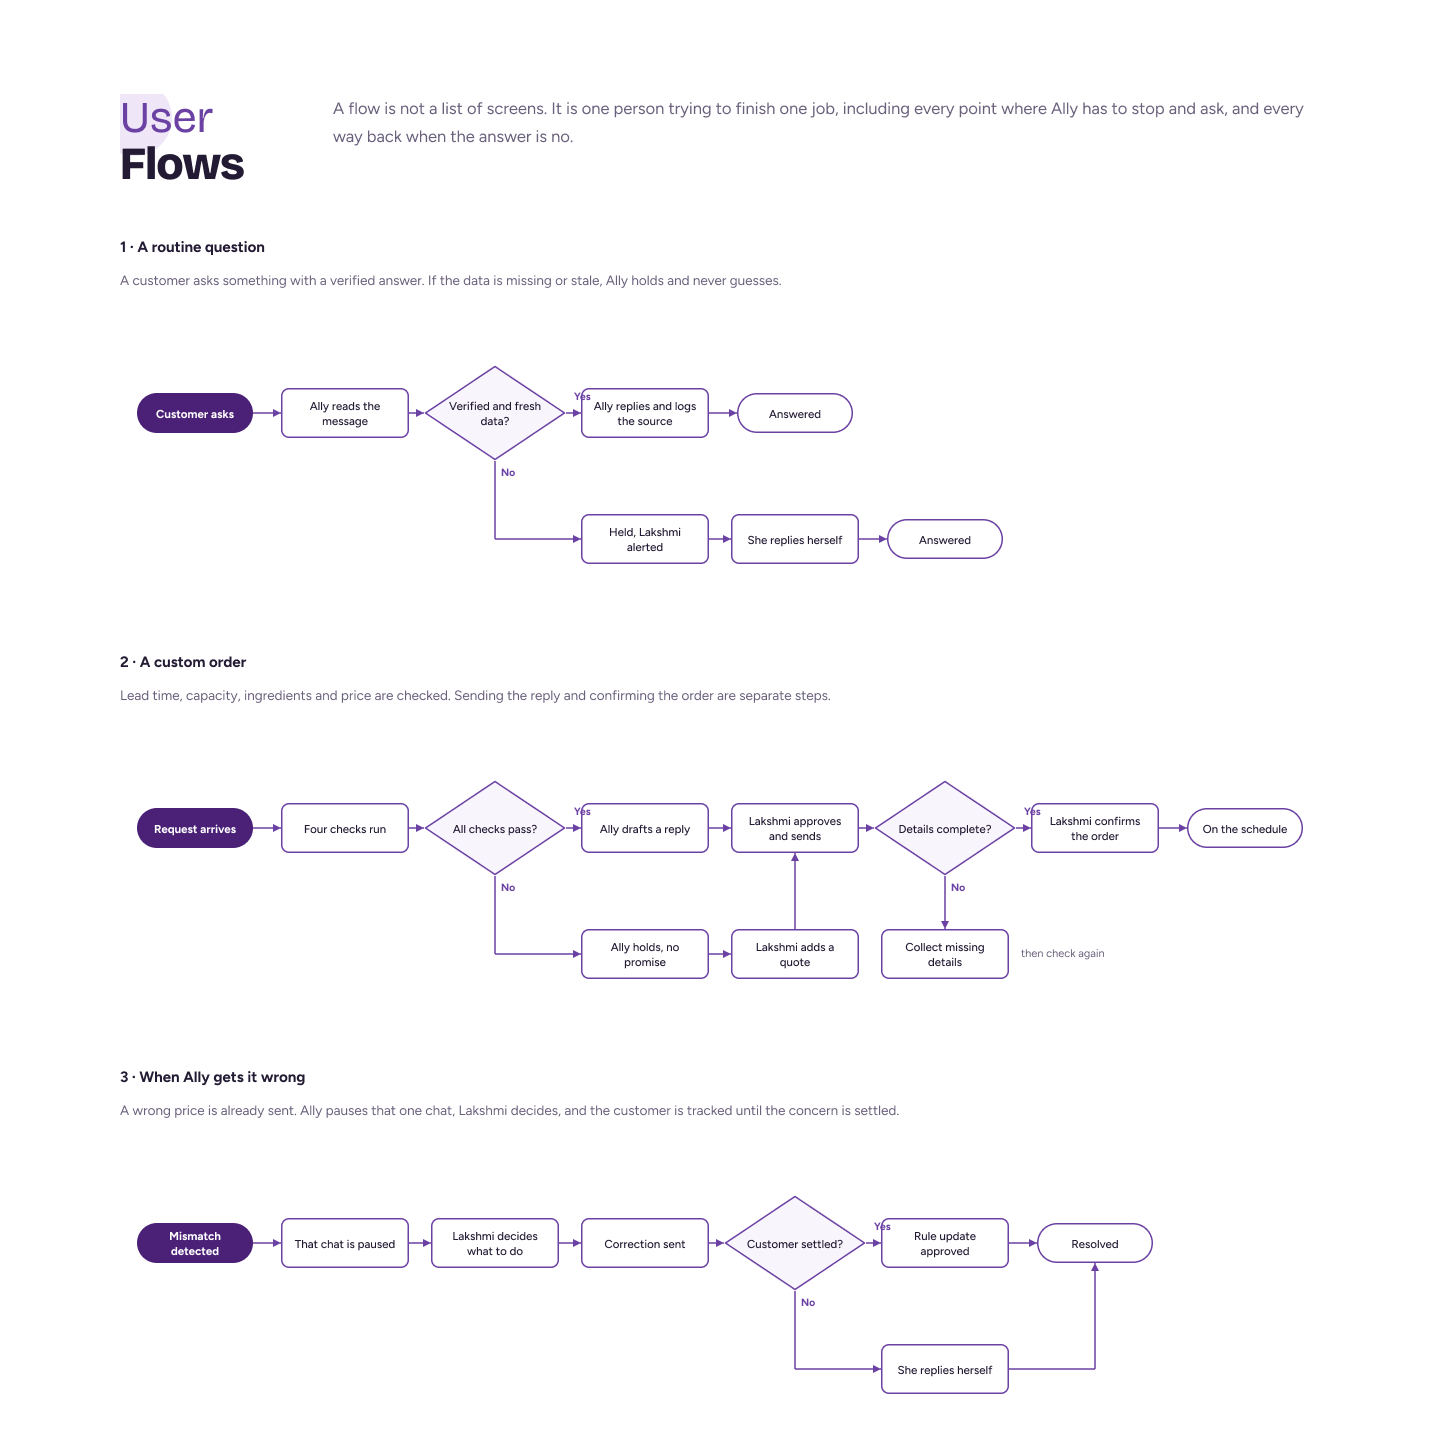 User
Flows
A flow is not a list of screens. It is one person trying to finish one job, including every point where Ally has to stop and ask, and every
way back when the answer is no.
1 · A routine question
A customer asks something with a verified answer. If the data is missing or stale, Ally holds and never guesses.
Customer asks
Ally reads the
message
Verified and fresh
data?
Yes
Ally replies and logs
the source
Answered
No
Held, Lakshmi
alerted
She replies herself
Answered
2 · A custom order
Lead time, capacity, ingredients and price are checked. Sending the reply and confirming the order are separate steps.
Request arrives
Four checks run
All checks pass?
Yes
Ally drafts a reply
Lakshmi approves
and sends
Details complete?
Yes
Lakshmi confirms
the order
On the schedule
No
Ally holds, no
promise
Lakshmi adds a
quote
No
Collect missing
details
then check again
3 · When Ally gets it wrong
A wrong price is already sent. Ally pauses that one chat, Lakshmi decides, and the customer is tracked until the concern is settled.
Mismatch
detected
That chat is paused
Lakshmi decides
what to do
Correction sent
Customer settled?
Yes
Rule update
approved
Resolved
No
She replies herself